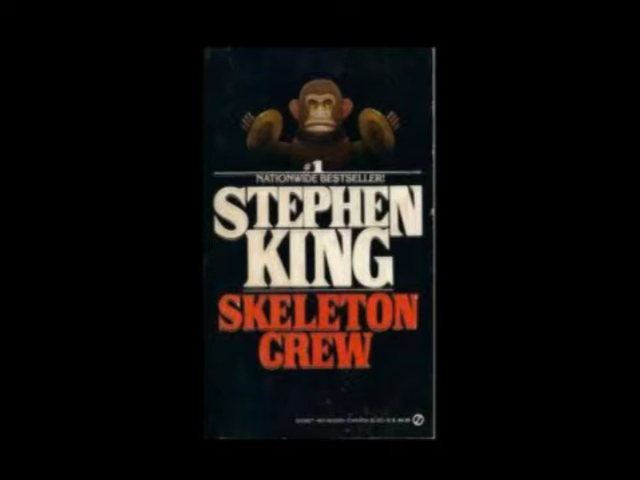 #1
NATIONWIDE BESTSELLER!
STEPHEN
KING
SKELETON
CREW